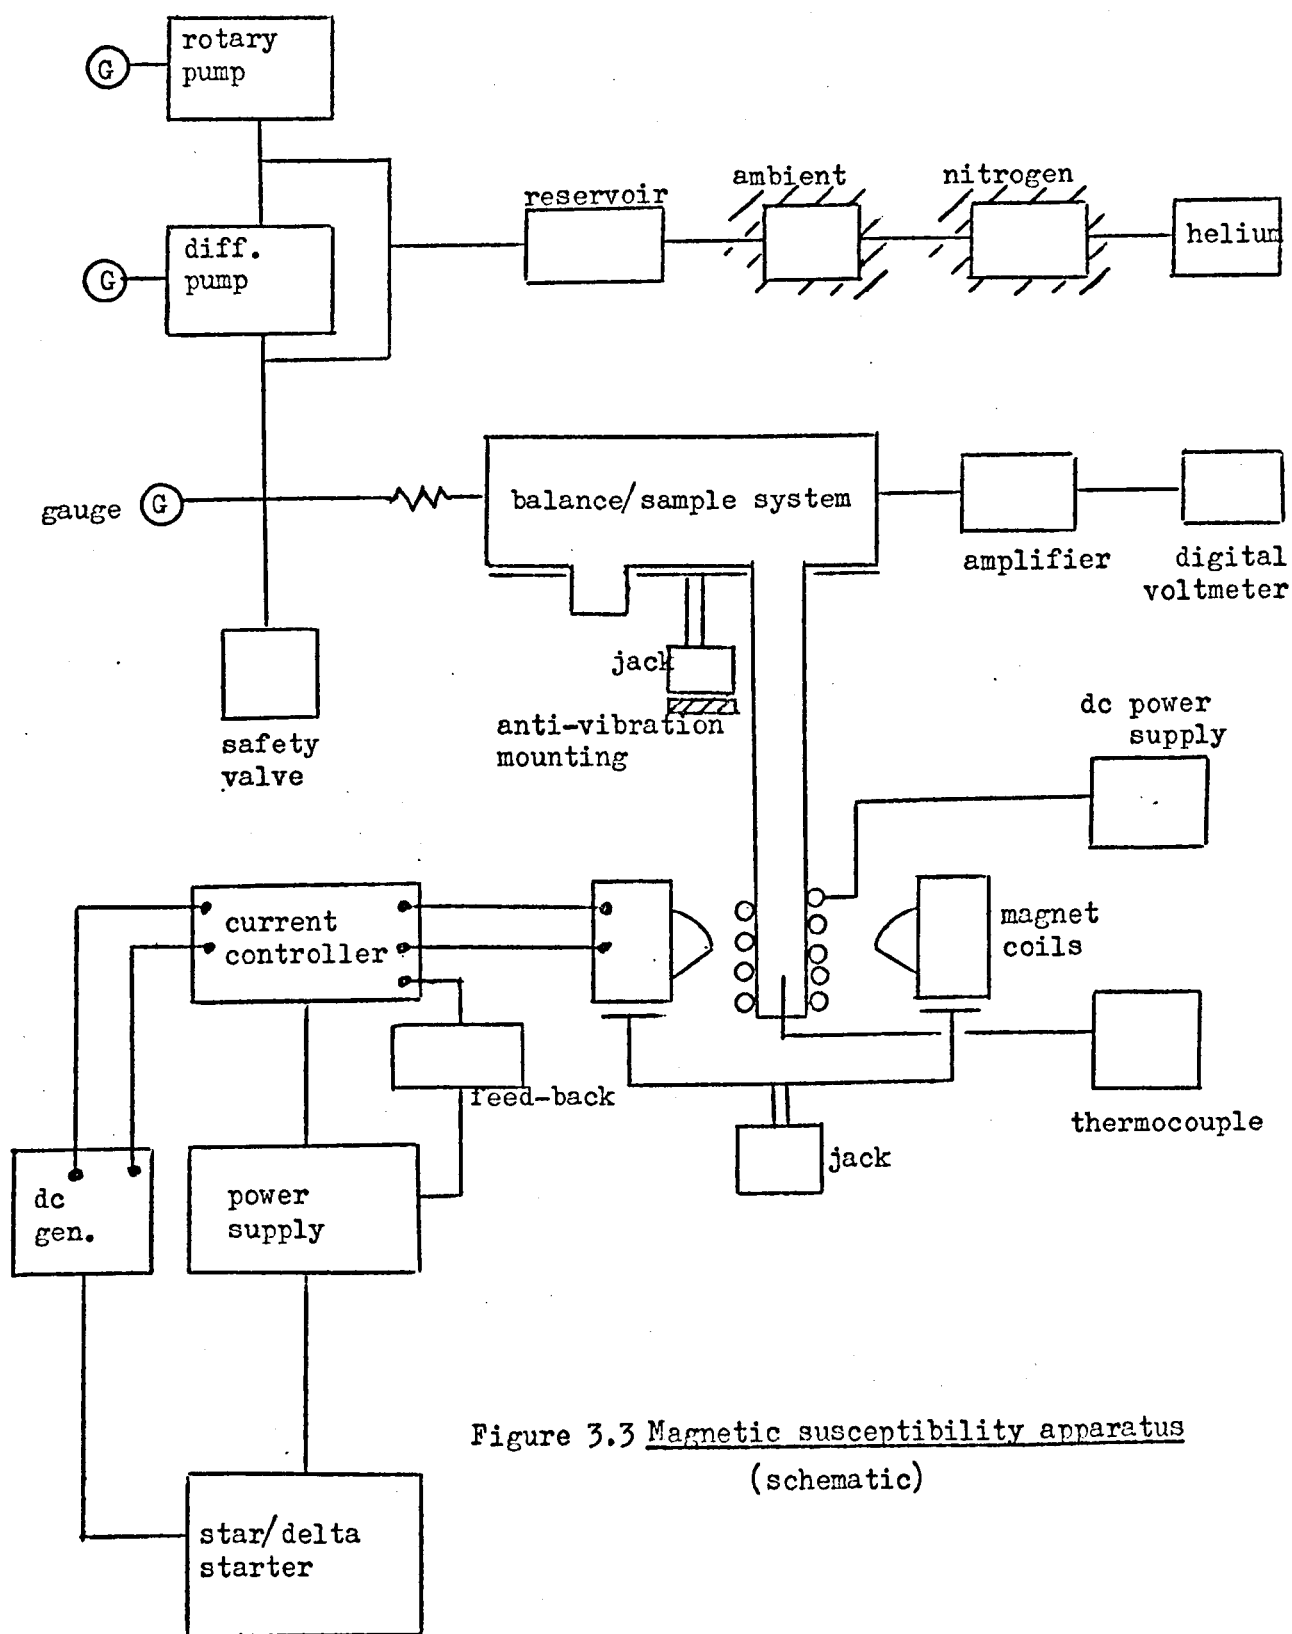 rotary
pump
G
ambient
nitrogen
reservoir
helium
diff.
pump
G
balance/sample system
gauge G
amplifier
digital
voltmeter
jack
anti-vibration
mounting
safety
valve
dc power
supply
current
controller
magnet
coils
feed-back
thermocouple
jack
dc
gen.
power
supply
star/delta
starter
Figure 3.3 Magnetic susceptibility apparatus
(schematic)